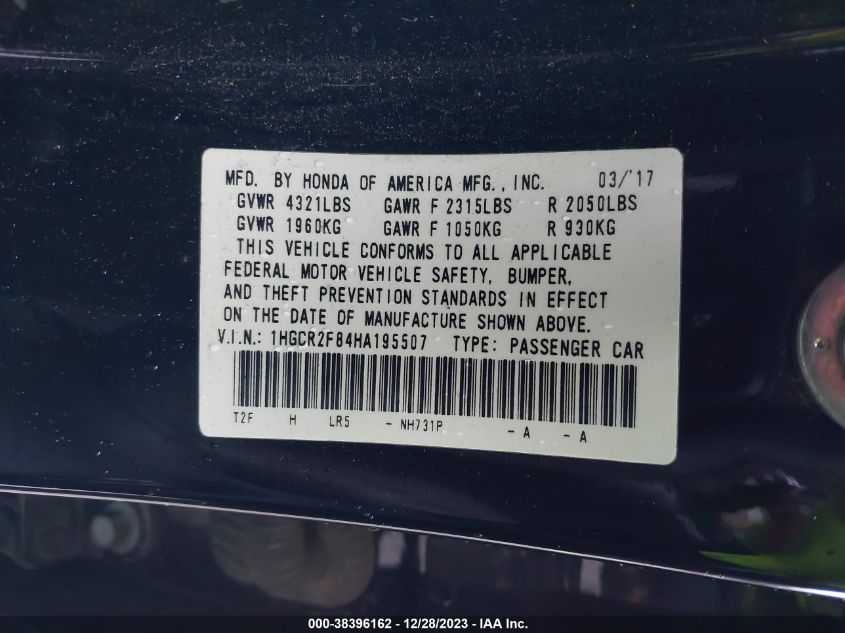 MFD. BY HONDA OF AMERICA MFG., INC. 03/'17
GVWR 4321LBS GAWR F 2315LBS R 2050LBS
GVWR 1960KG GAWR F 1050KG R 930KG
THIS VEHICLE CONFORMS TO ALL APPLICABLE
FEDERAL MOTOR VEHICLE SAFETY, BUMPER,
AND THEFT PREVENTION STANDARDS IN EFFECT
ON THE DATE OF MANUFACTURE SHOWN ABOVE.
V.I.N.: 1HGCR2F84HA195507 TYPE: PASSENGER CAR
T2F H LR5 - NH731P - A - A
000-38396162 - 12/28/2023 - IAA Inc.